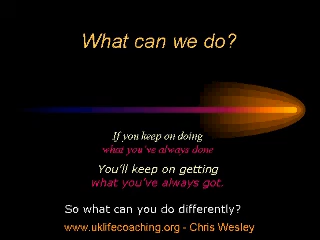 What can we do?
If you keep on doing
what you've always done
You'll keep on getting
what you've always got.
So what can you do differently?
www.uklifecoaching.org - Chris Wesley